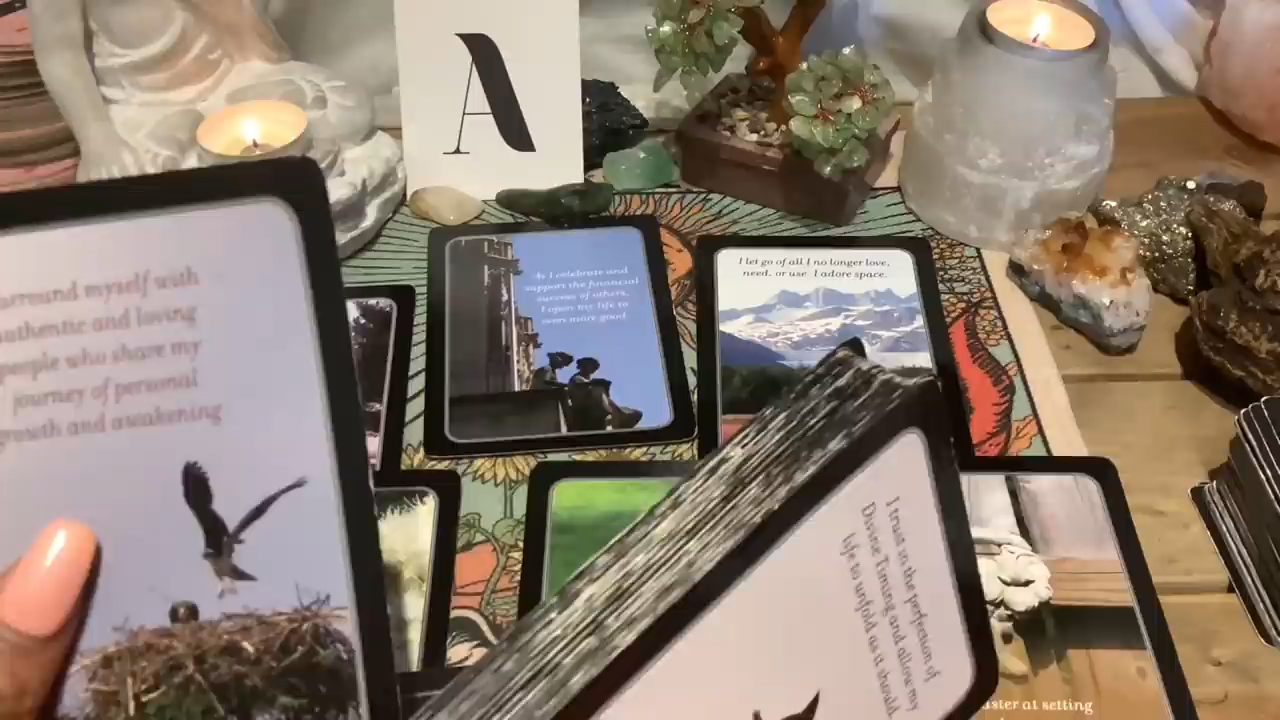 A
surround myself with
authentic and loving
people who share my
journey of personal
growth and awakening
As I celebrate and
support the financial
success of others,
I open my life to
even more good
I let go of all I no longer love,
need, or use. I adore space.
I trust in the perfection of
Divine Timing and allow my
life to unfold as it should.
at setting